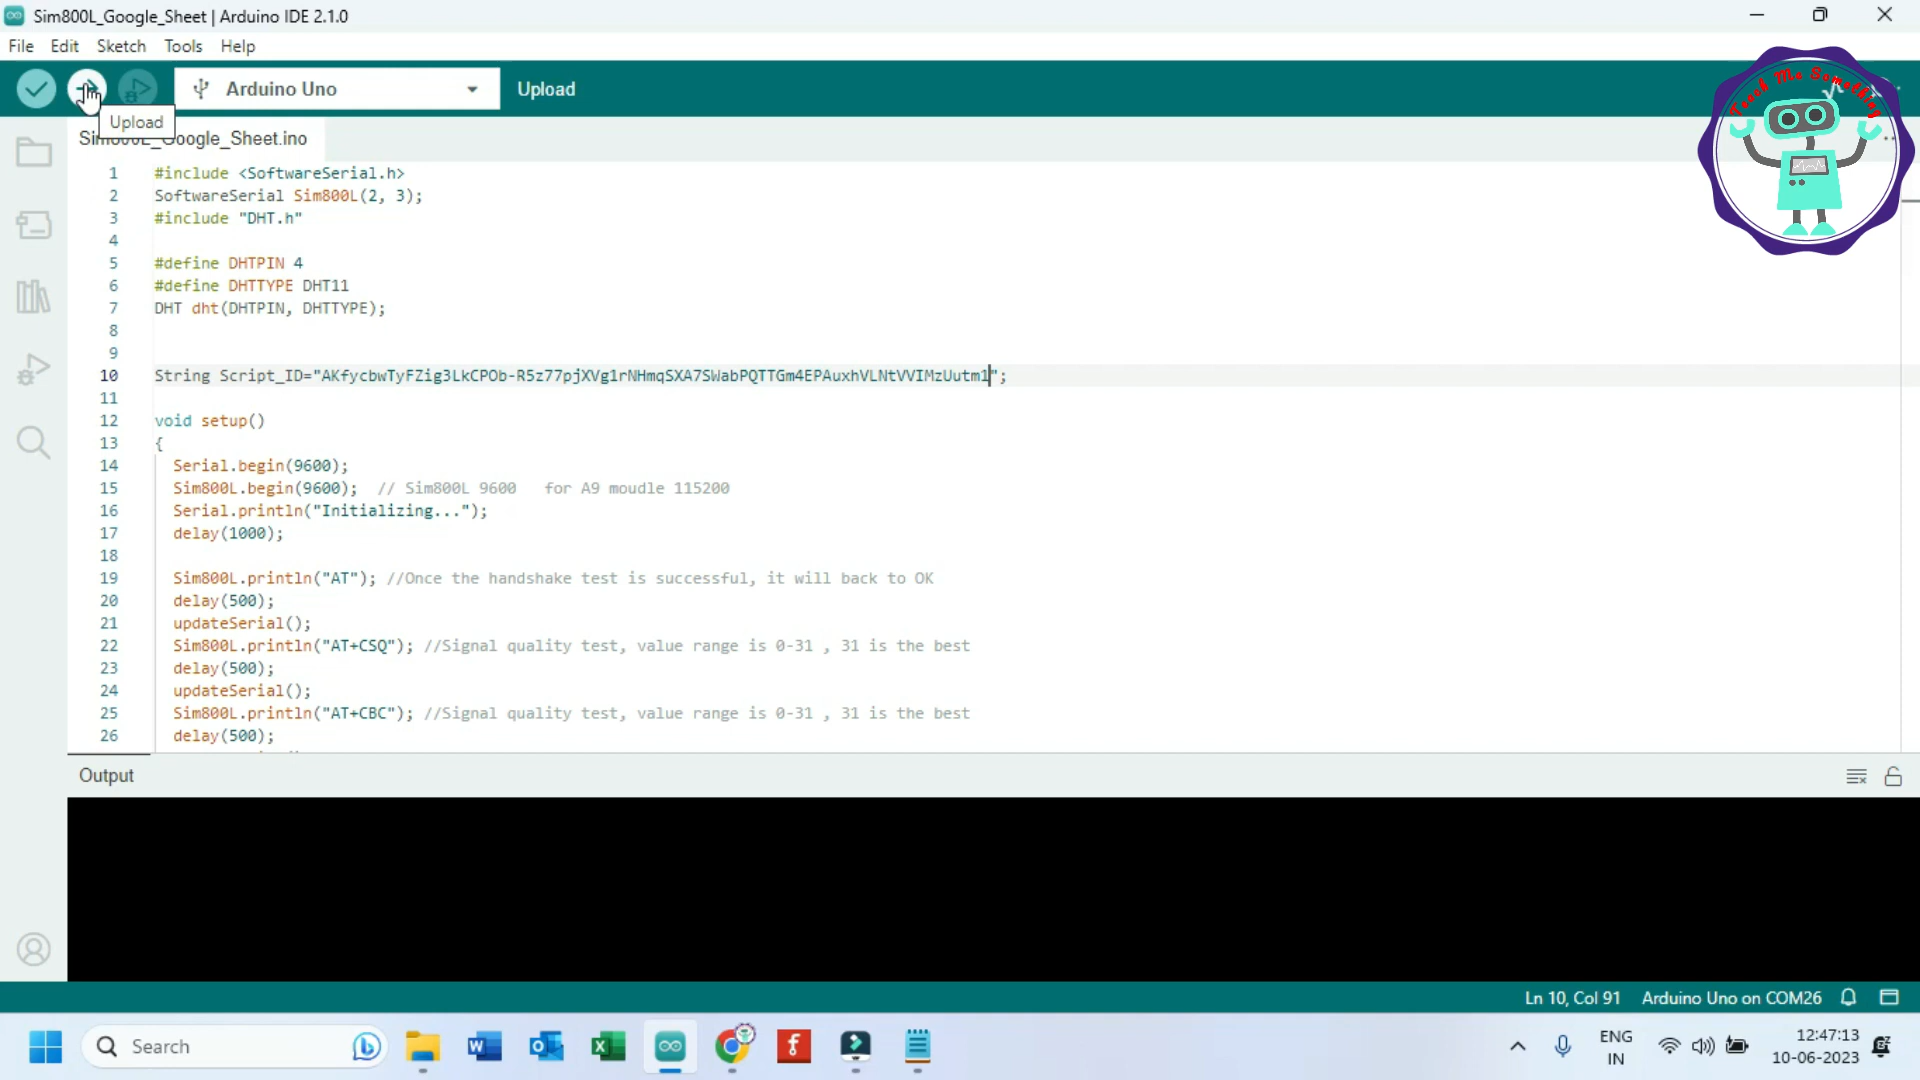 Sim800L_Google_Sheet | Arduino IDE 2.1.0
File Edit Sketch Tools Help
Arduino Uno
Upload
Upload
Sim800L_Google_Sheet.ino
Teach Me Something
1 #include <SoftwareSerial.h>
2 SoftwareSerial Sim800L(2, 3);
3 #include "DHT.h"
4
5 #define DHTPIN 4
6 #define DHTTYPE DHT11
7 DHT dht(DHTPIN, DHTTYPE);
8
9
10 String Script_ID="AKfycbwTyFZig3LkCPOb-R5z77pjXVg1rNHmqSXA7SWabPQTTGm4EPAuxhVLNtVVIMzUutm1";
11
12 void setup()
13 {
14 Serial.begin(9600);
15 Sim800L.begin(9600); // Sim800L 9600 for A9 moudle 115200
16 Serial.println("Initializing...");
17 delay(1000);
18
19 Sim800L.println("AT"); //Once the handshake test is successful, it will back to OK
20 delay(500);
21 updateSerial();
22 Sim800L.println("AT+CSQ"); //Signal quality test, value range is 0-31 , 31 is the best
23 delay(500);
24 updateSerial();
25 Sim800L.println("AT+CBC"); //Signal quality test, value range is 0-31 , 31 is the best
26 delay(500);
Output
Ln 10, Col 91 Arduino Uno on COM26
Search
ENG
IN
12:47:13
10-06-2023